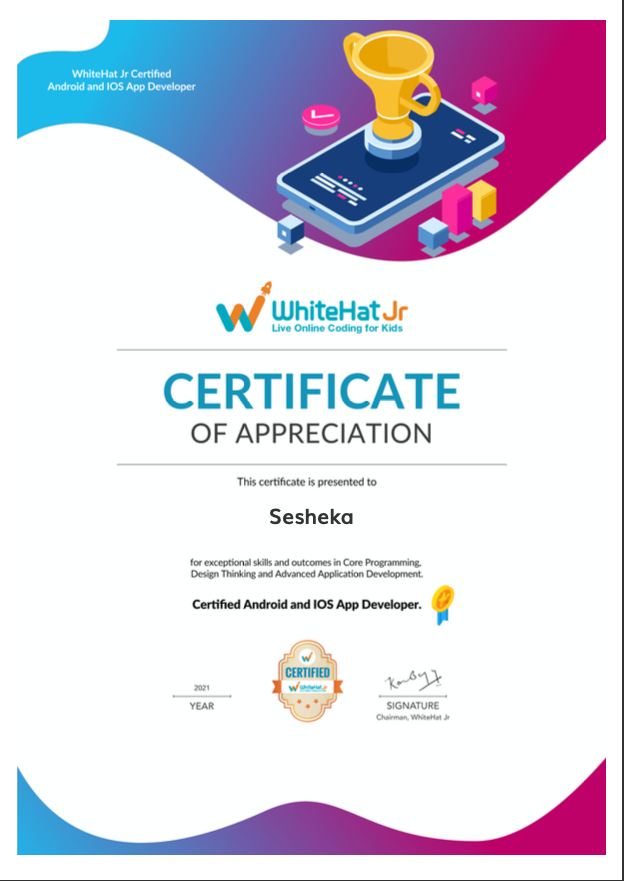 WhiteHat Jr Certified
Android and IOS App Developer
WhiteHat Jr
Live Online Coding for Kids
CERTIFICATE
OF APPRECIATION
This certificate is presented to
Sesheka
for exceptional skills and outcomes in Core Programming,
Design Thinking and Advanced Application Development.
Certified Android and IOS App Developer.
CERTIFIED
WhiteHat Jr
2021
YEAR
SIGNATURE
Chairman, WhiteHat Jr